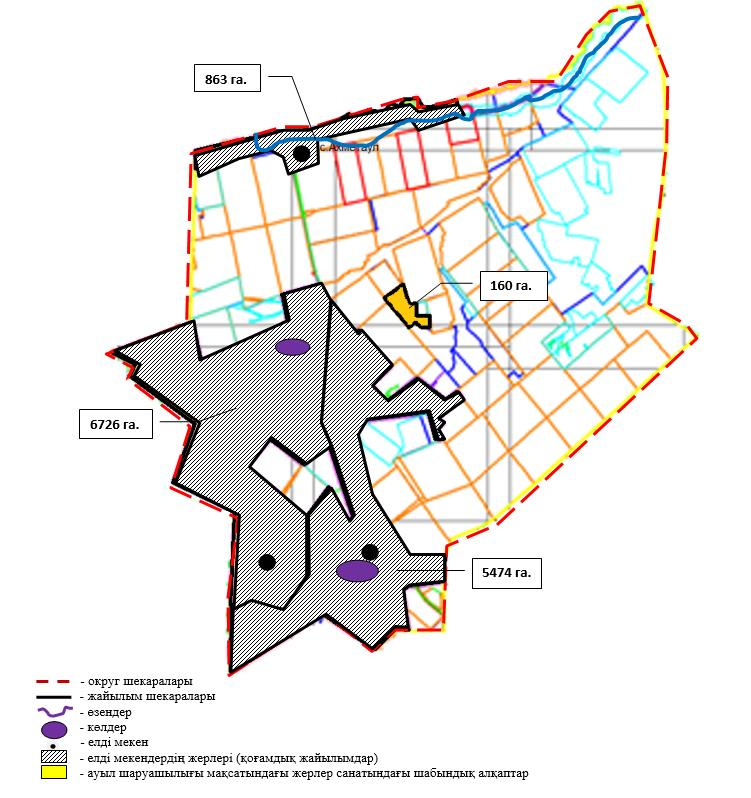 863 га.
с.Ахметаул
160 га.
6726 га.
5474 га.
- округ шекаралары
- жайылым шекаралары
- өзендер
- көлдер
- елді мекен
- елді мекендердің жерлері (қоғамдық жайылымдар)
- ауыл шаруашылығы мақсатындағы жерлер санатындағы шабындық алқаптар